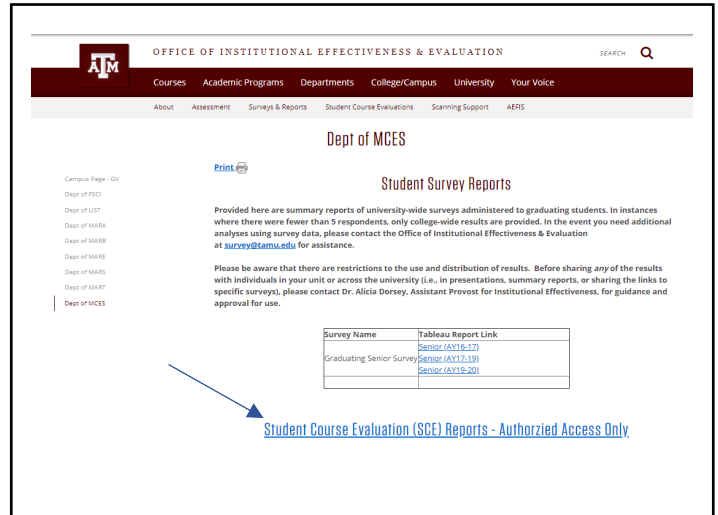 OFFICE OF INSTITUTIONAL EFFECTIVENESS & EVALUATION
SEARCH
ĀTM
Courses Academic Programs Departments College/Campus University Your Voice
About Assessment Surveys & Reports Student Course Evaluations Scanning Support AEFIS
Dept of MCES
Print
Campus Page - GV
Dept of FSCI
Dept of LIST
Dept of MARA
Dept of MARB
Dept of MARE
Dept of MARS
Dept of MART
Dept of MCES
Student Survey Reports
Provided here are summary reports of university-wide surveys administered to graduating students. In instances
where there were fewer than 5 respondents, only college-wide results are provided. In the event you need additional
analyses using survey data, please contact the Office of Institutional Effectiveness & Evaluation
at survey@tamu.edu for assistance.
Please be aware that there are restrictions to the use and distribution of results. Before sharing any of the results
with individuals in your unit or across the university (i.e., in presentations, summary reports, or sharing the links to
specific surveys), please contact Dr. Alicia Dorsey, Assistant Provost for Institutional Effectiveness, for guidance and
approval for use.
Survey Name Tableau Report Link
Graduating Senior Survey
Senior (AY16-17)
Senior (AY17-19)
Senior (AY19-20)
Student Course Evaluation (SCE) Reports - Authorzied Access Only